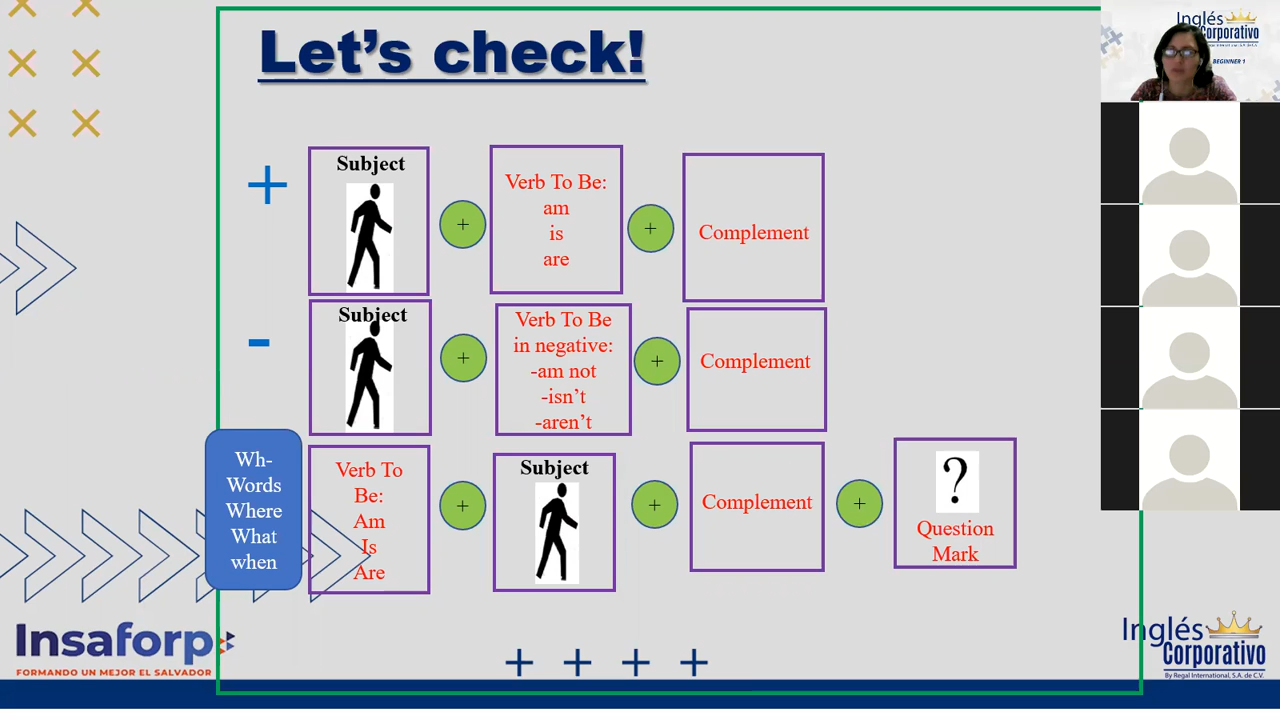 Let's check!
+
Subject
+
Verb To Be:
am
is
are
+
Complement
-
Subject
+
Verb To Be
in negative:
-am not
-isn't
-aren't
+
Complement
Wh-
Words
Where
What
when
Verb To
Be:
Am
Is
Are
+
Subject
+
Complement
+
?
Question
Mark
Insaforp
FORMANDO UN MEJOR EL SALVADOR
Inglés
Corporativo
By Regal International, S.A. de C.V.
Inglés
Corporativo
BEGINNER 1